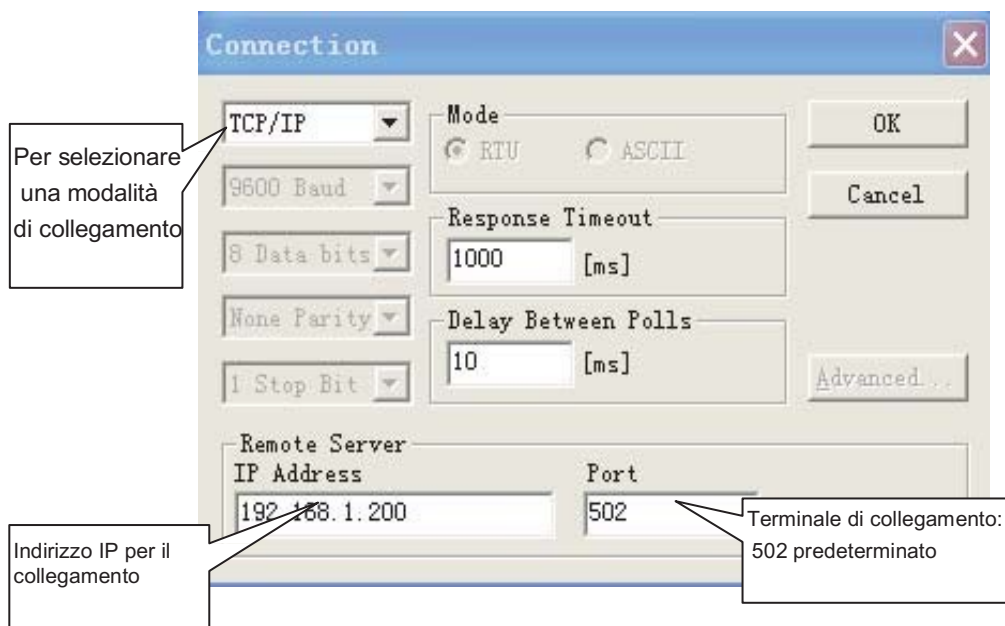 Connection
TCP/IP
Mode
RTU
ASCII
OK
Per selezionare
una modalità
di collegamento
9600 Baud
Cancel
Response Timeout
8 Data bits
1000
[ms]
None Parity
Delay Between Polls
10
[ms]
1 Stop Bit
Advanced...
Remote Server
IP Address
Port
192.168.1.200
502
Indirizzo IP per il
collegamento
Terminale di collegamento:
502 predeterminato